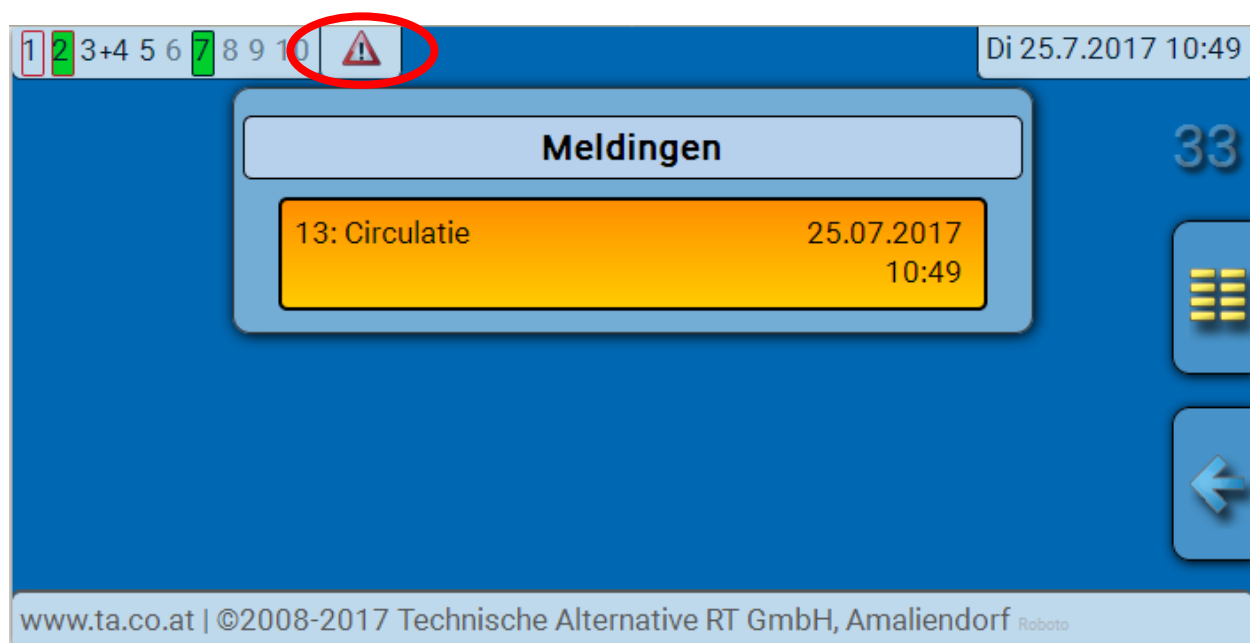 1 2 3+4 5 6 7 8 9 10
Di 25.7.2017 10:49
Meldingen
33
13: Circulatie 25.07.2017
10:49
www.ta.co.at | ©2008-2017 Technische Alternative RT GmbH, Amaliendorf Roboto